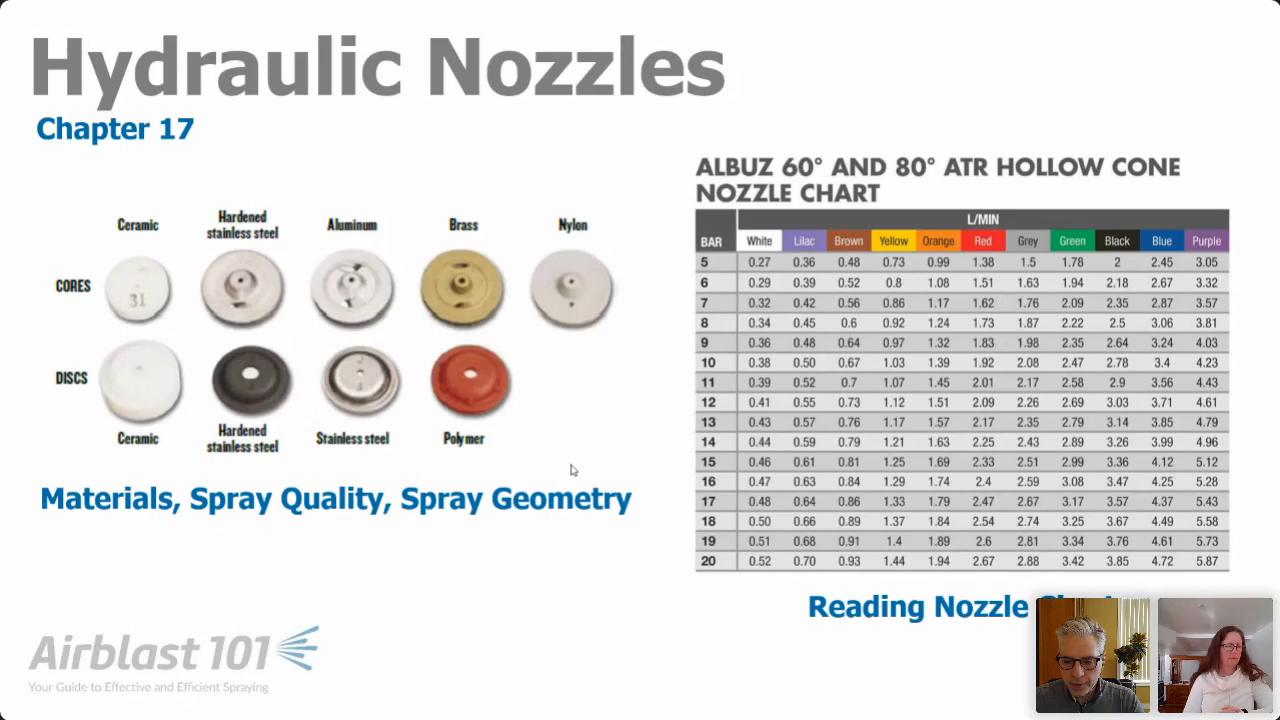 Hydraulic Nozzles
Chapter 17
Ceramic
Hardened
stainless steel
Aluminum
Brass
Nylon
CORES
31
DISCS
Ceramic
Hardened
stainless steel
Stainless steel
Polymer
Materials, Spray Quality, Spray Geometry
ALBUZ 60° AND 80° ATR HOLLOW CONE
NOZZLE CHART
L/MIN
BAR White Lilac Brown Yellow Orange Red Grey Green Black Blue Purple
5 0.27 0.36 0.48 0.73 0.99 1.38 1.5 1.78 2 2.45 3.05
6 0.29 0.39 0.52 0.8 1.08 1.51 1.63 1.94 2.18 2.67 3.32
7 0.32 0.42 0.56 0.86 1.17 1.62 1.76 2.09 2.35 2.87 3.57
8 0.34 0.45 0.6 0.92 1.24 1.73 1.87 2.22 2.5 3.06 3.81
9 0.36 0.48 0.64 0.97 1.32 1.83 1.98 2.35 2.64 3.24 4.03
10 0.38 0.50 0.67 1.03 1.39 1.92 2.08 2.47 2.78 3.4 4.23
11 0.39 0.52 0.7 1.07 1.45 2.01 2.17 2.58 2.9 3.56 4.43
12 0.41 0.55 0.73 1.12 1.51 2.09 2.26 2.69 3.03 3.71 4.61
13 0.43 0.57 0.76 1.17 1.57 2.17 2.35 2.79 3.14 3.85 4.79
14 0.44 0.59 0.79 1.21 1.63 2.25 2.43 2.89 3.26 3.99 4.96
15 0.46 0.61 0.81 1.25 1.69 2.33 2.51 2.99 3.36 4.12 5.12
16 0.47 0.63 0.84 1.29 1.74 2.4 2.59 3.08 3.47 4.25 5.28
17 0.48 0.64 0.86 1.33 1.79 2.47 2.67 3.17 3.57 4.37 5.43
18 0.50 0.66 0.89 1.37 1.84 2.54 2.74 3.25 3.67 4.49 5.58
19 0.51 0.68 0.91 1.4 1.89 2.6 2.81 3.34 3.76 4.61 5.73
20 0.52 0.70 0.93 1.44 1.94 2.67 2.88 3.42 3.85 4.72 5.87
Reading Nozzle
Airblast 101
Your Guide to Effective and Efficient Spraying